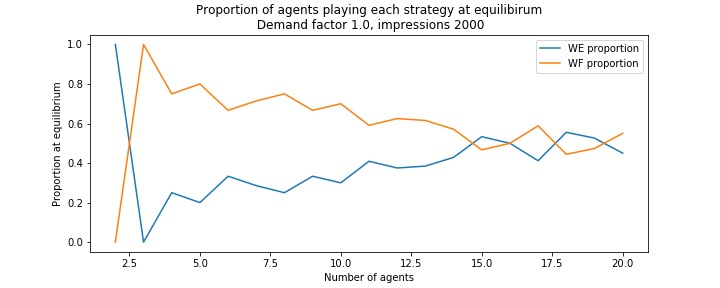 Proportion of agents playing each strategy at equilibirum
Demand factor 1.0, impressions 2000
WE proportion
WF proportion
Proportion at equilibrium
1.0
0.8
0.6
0.4
0.2
0.0
2.5 5.0 7.5 10.0 12.5 15.0 17.5 20.0
Number of agents